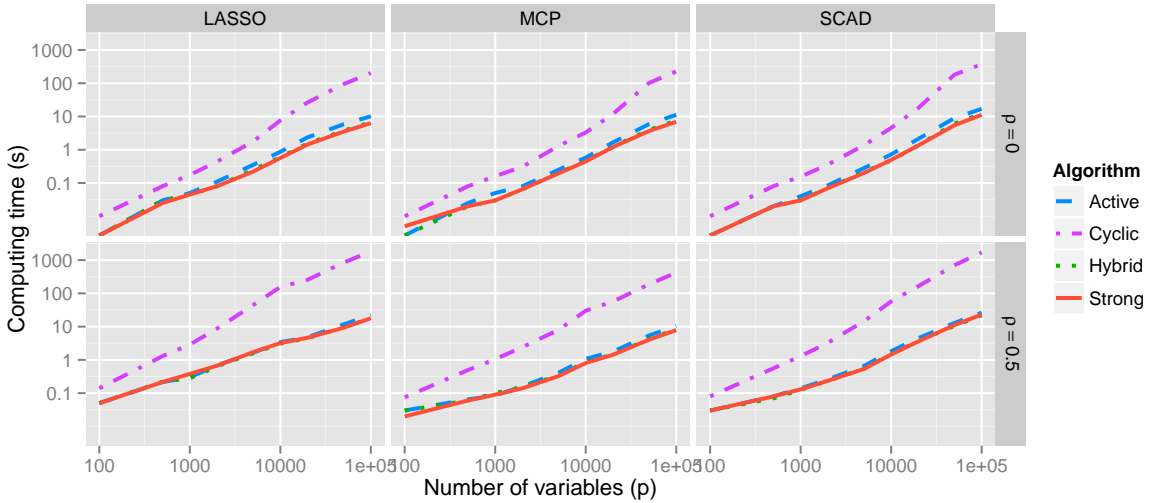 LASSO MCP SCAD
1000
100
10
1
0.1
ρ = 0
1000
100
10
1
0.1
ρ = 0.5
100 1000 10000 1e+05 100 1000 10000 1e+05 100 1000 10000 1e+05
Computing time (s)
Number of variables (p)
Algorithm
Active
Cyclic
Hybrid
Strong